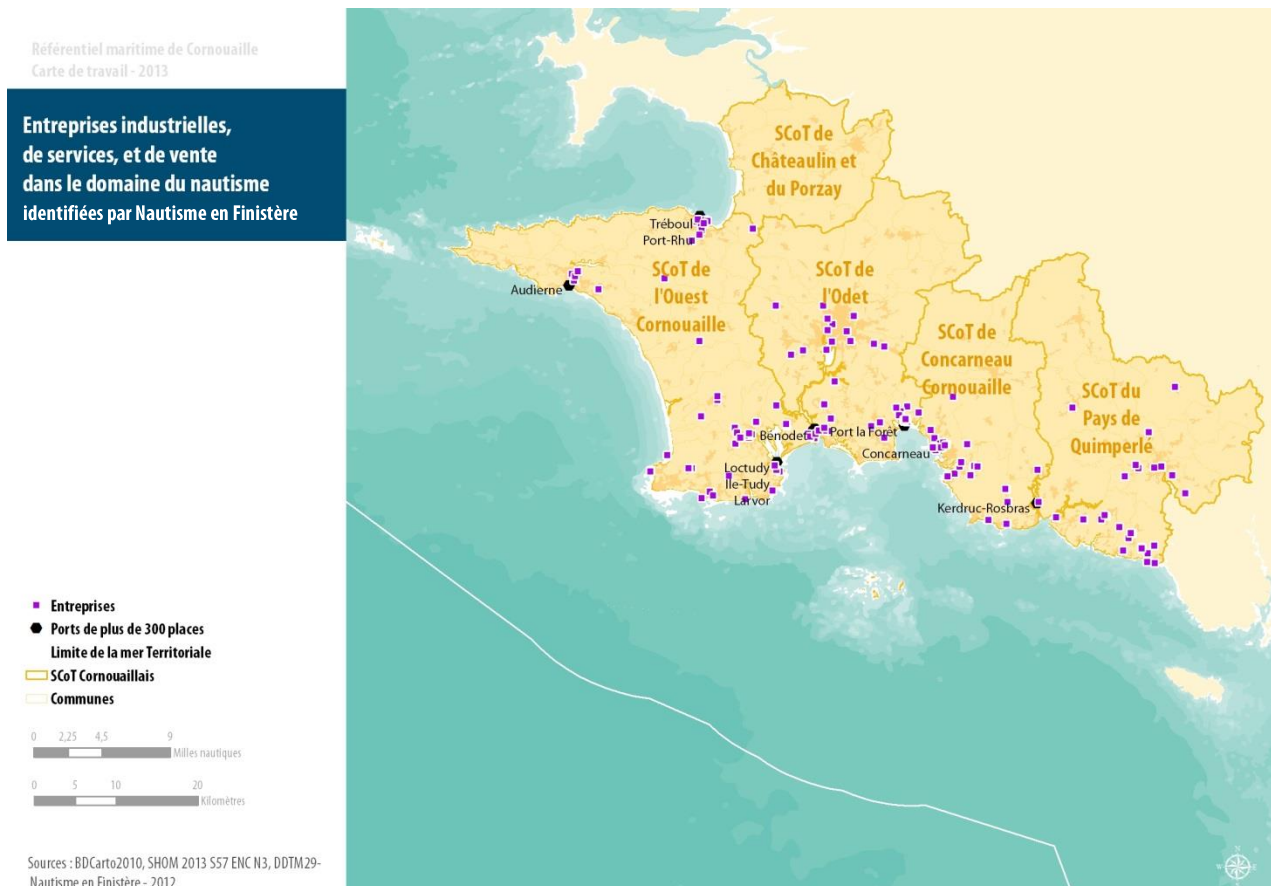 Référentiel maritime de Cornouaille
Carte de travail - 2013
Entreprises industrielles,
de services, et de vente
dans le domaine du nautisme
identifiées par Nautisme en Finistère
SCoT de
Châteaulin et
du Porzay
Tréboul
Port-Rhu
SCoT de
l'Ouest
Cornouaille
SCoT de
l'Odet
Audierne
SCoT de
Concarneau
Cornouaille
SCoT du
Pays de
Quimperlé
Bénodet
Port la Forêt
Concarneau
Loctudy
Ile-Tudy
Larvor
Kerdruc-Rosbras
Entreprises
Ports de plus de 300 places
Limite de la mer Territoriale
SCoT Cornouaillais
Communes
0 2,25 4,5 9
Milles nautiques
0 5 10 20
Kilomètres
Sources : BDCarto2010, SHOM 2013 S57 ENC N3, DDTM29-
Nautisme en Finistère - 2012
N
W E
S